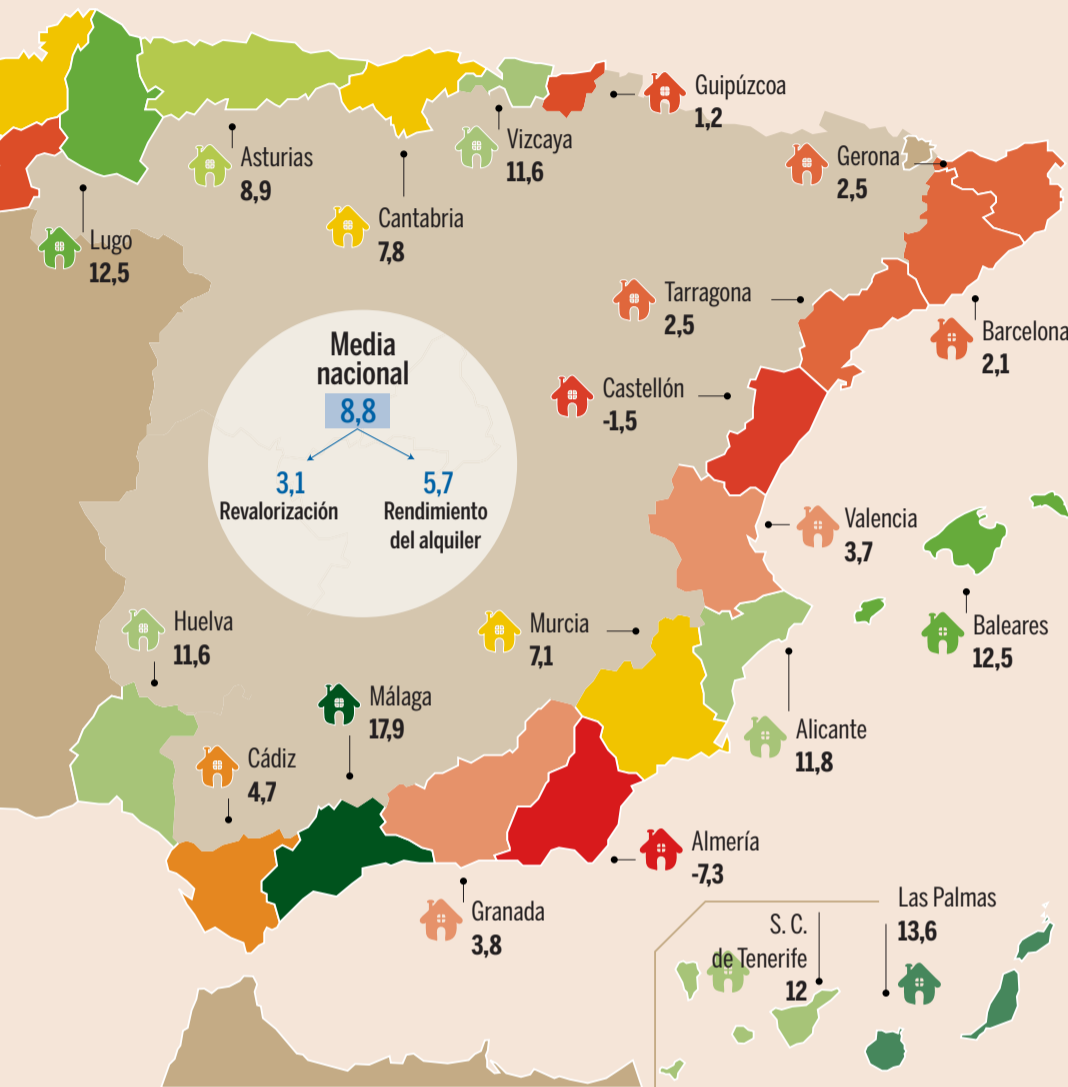 Guipúzcoa
1,2
Vizcaya
11,6
Asturias
8,9
Gerona
2,5
Cantabria
7,8
Lugo
12,5
Tarragona
2,5
Barcelona
2,1
Media
nacional
8,8
3,1
Revalorización
5,7
Rendimiento
del alquiler
Castellón
-1,5
Valencia
3,7
Huelva
11,6
Murcia
7,1
Baleares
12,5
Málaga
17,9
Alicante
11,8
Cádiz
4,7
Almería
-7,3
Granada
3,8
Las Palmas
13,6
S. C.
de Tenerife
12